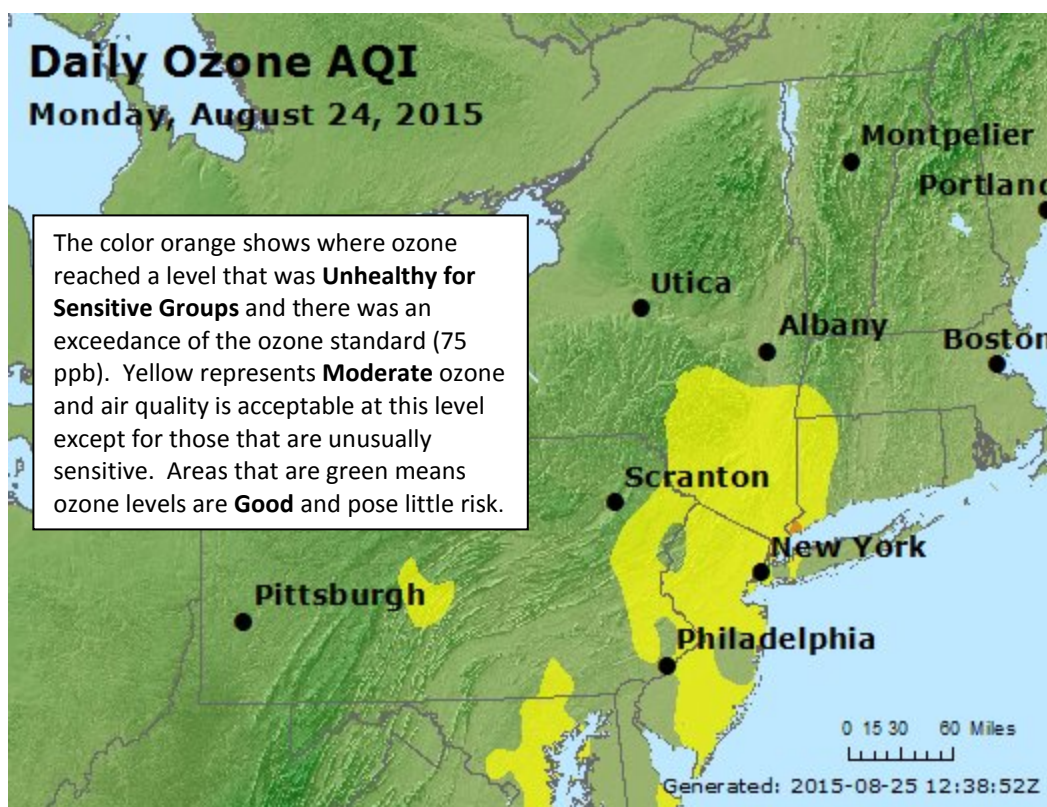 Daily Ozone AQI
Monday, August 24, 2015
Montpelier
Portland
The color orange shows where ozone
reached a level that was Unhealthy for
Sensitive Groups and there was an
exceedance of the ozone standard (75
ppb). Yellow represents Moderate ozone
and air quality is acceptable at this level
except for those that are unusually
sensitive. Areas that are green means
ozone levels are Good and pose little risk.
Utica
Albany
Boston
Scranton
New York
Pittsburgh
Philadelphia
0 15 30 60 Miles
Generated: 2015-08-25 12:38:52Z